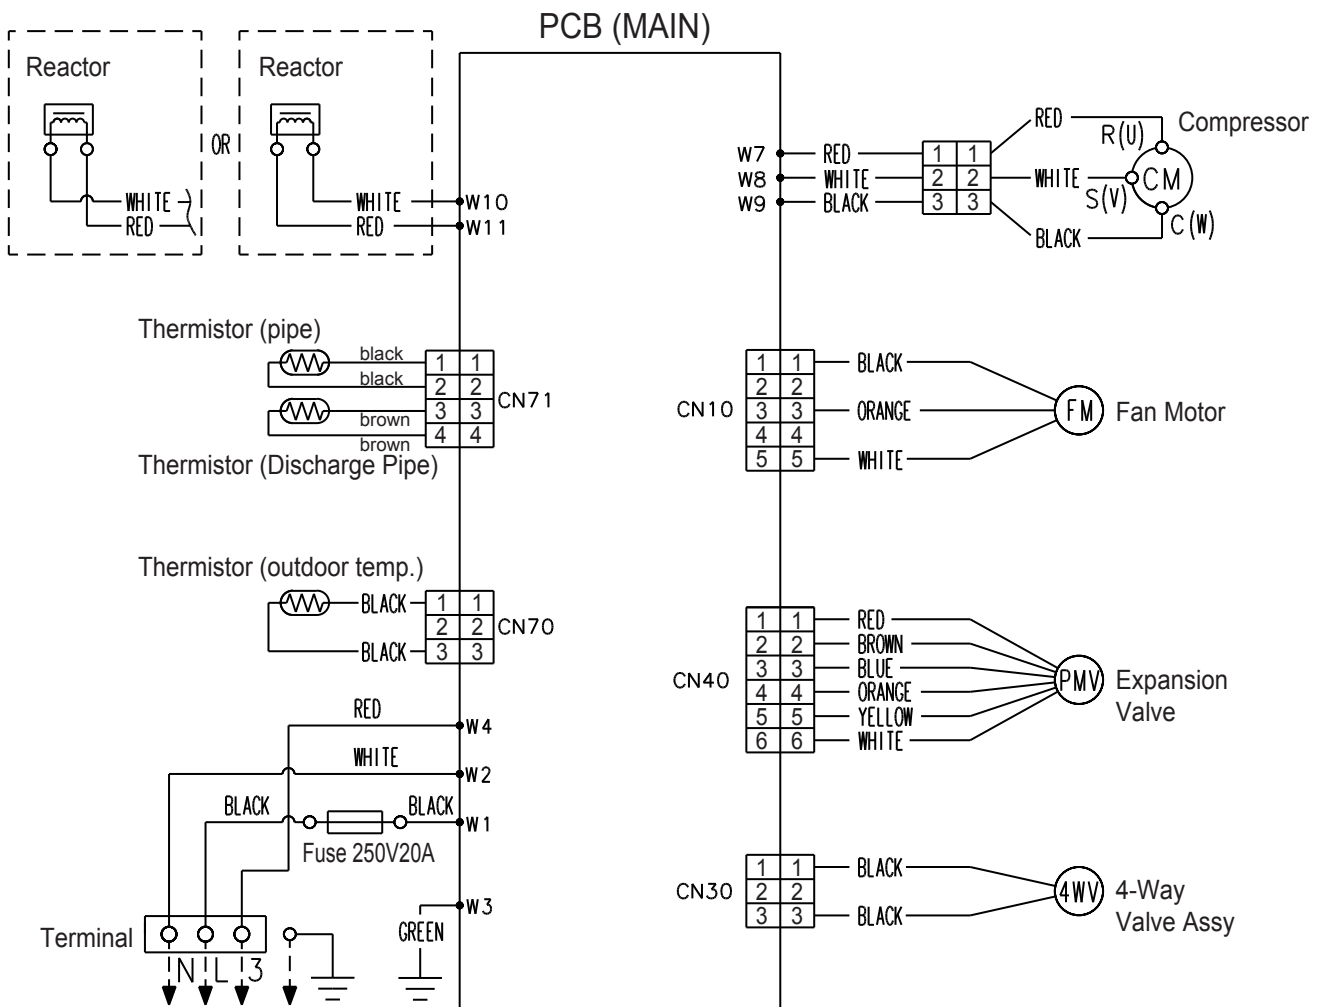 PCB (MAIN)
Reactor
WHITE
RED
OR
Reactor
WHITE
RED
W10
W11
W7 RED 1 1
W8 WHITE 2 2
W9 BLACK 3 3
RED
WHITE
BLACK
R(U)
S(V)
C(W)
CM
Compressor
Thermistor (pipe)
black 1 1
black 2 2
brown 3 3
brown 4 4
CN71
Thermistor (Discharge Pipe)
CN10
1 1 BLACK
2 2
3 3 ORANGE
4 4
5 5 WHITE
FM
Fan Motor
Thermistor (outdoor temp.)
BLACK 1 1
2 2
BLACK 3 3
CN70
CN40
1 1 RED
2 2 BROWN
3 3 BLUE
4 4 ORANGE
5 5 YELLOW
6 6 WHITE
PMV
Expansion
Valve
RED W4
WHITE W2
BLACK BLACK W1
Fuse 250V20A
W3
GREEN
Terminal
N L 3
CN30
1 1 BLACK
2 2
3 3 BLACK
4WV
4-Way
Valve Assy